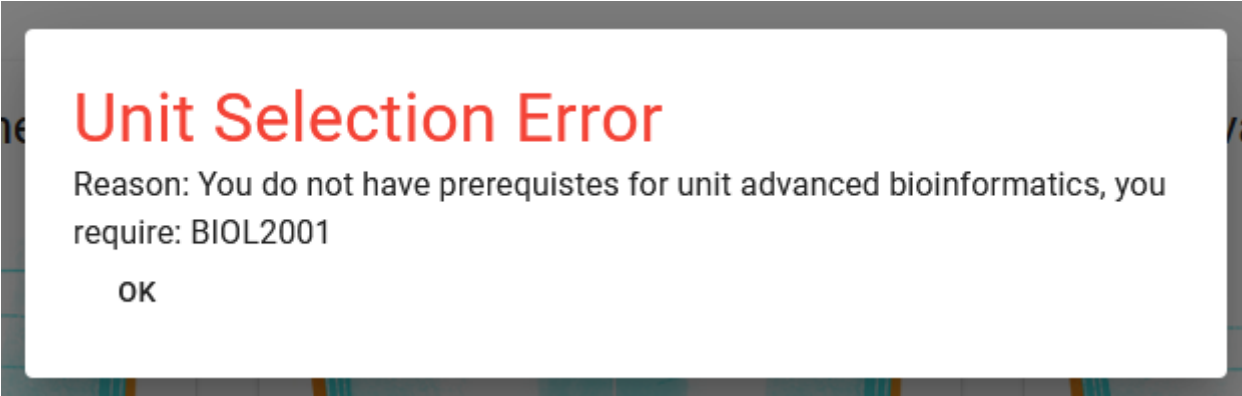 Unit Selection Error
Reason: You do not have prerequistes for unit advanced bioinformatics, you
require: BIOL2001
OK